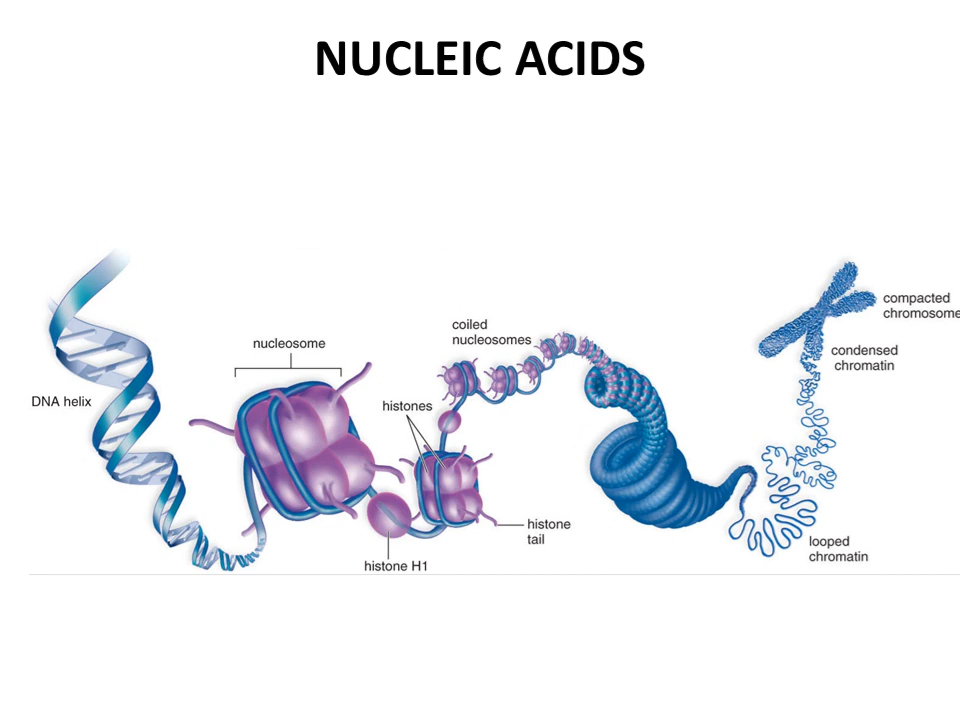 NUCLEIC ACIDS
DNA helix
nucleosome
histones
histone H1
coiled
nucleosomes
histone
tail
compacted
chromosome
condensed
chromatin
looped
chromatin